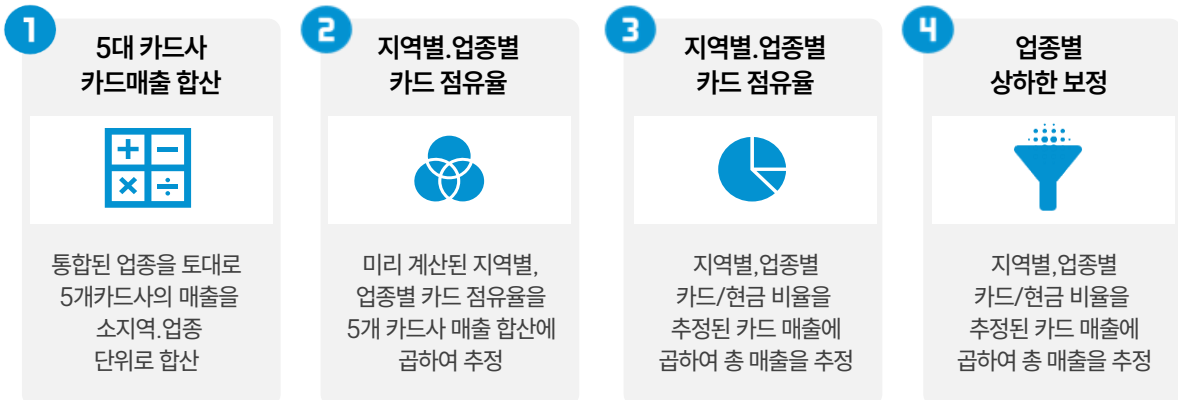 1
5대 카드사
카드매출 합산
통합된 업종을 토대로
5개카드사의 매출을
소지역.업종
단위로 합산
2
지역별.업종별
카드 점유율
미리 계산된 지역별,
업종별 카드 점유율을
5개 카드사 매출 합산에
곱하여 추정
3
지역별.업종별
카드 점유율
지역별,업종별
카드/현금 비율을
추정된 카드 매출에
곱하여 총 매출을 추정
4
업종별
상하한 보정
지역별,업종별
카드/현금 비율을
추정된 카드 매출에
곱하여 총 매출을 추정